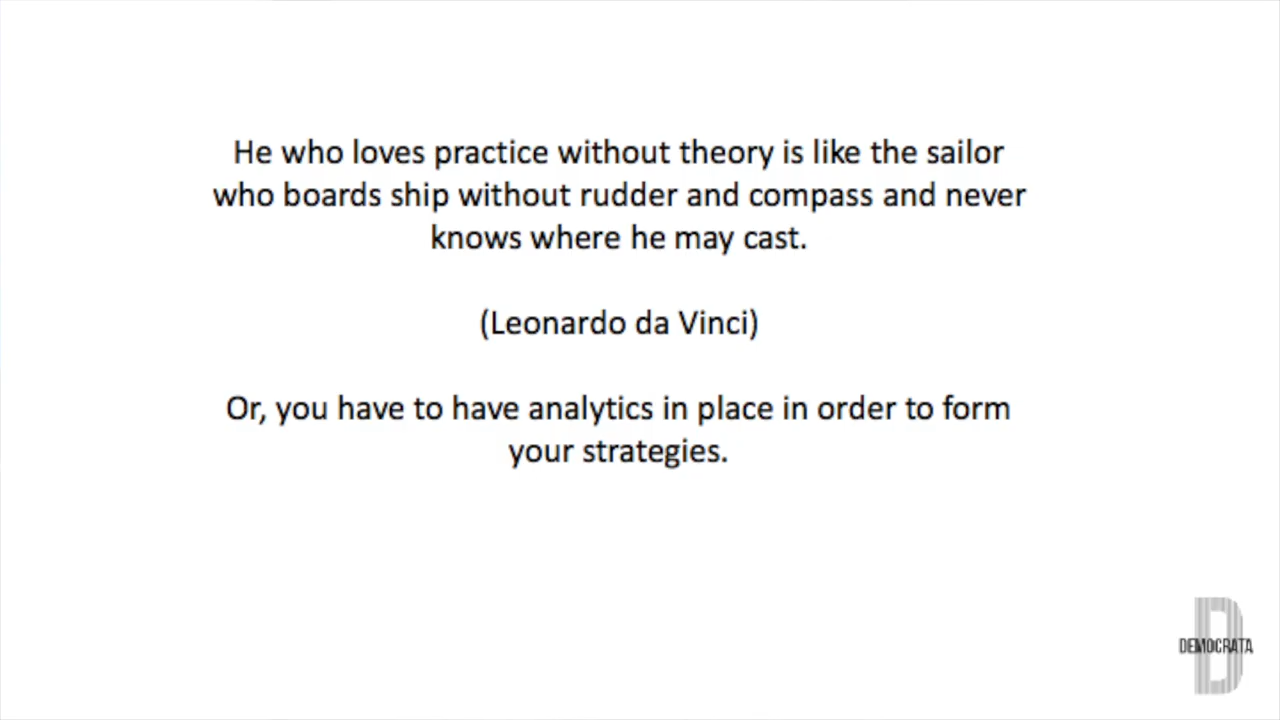 He who loves practice without theory is like the sailor
who boards ship without rudder and compass and never
knows where he may cast.
(Leonardo da Vinci)
Or, you have to have analytics in place in order to form
your strategies.
DEMOCRATA